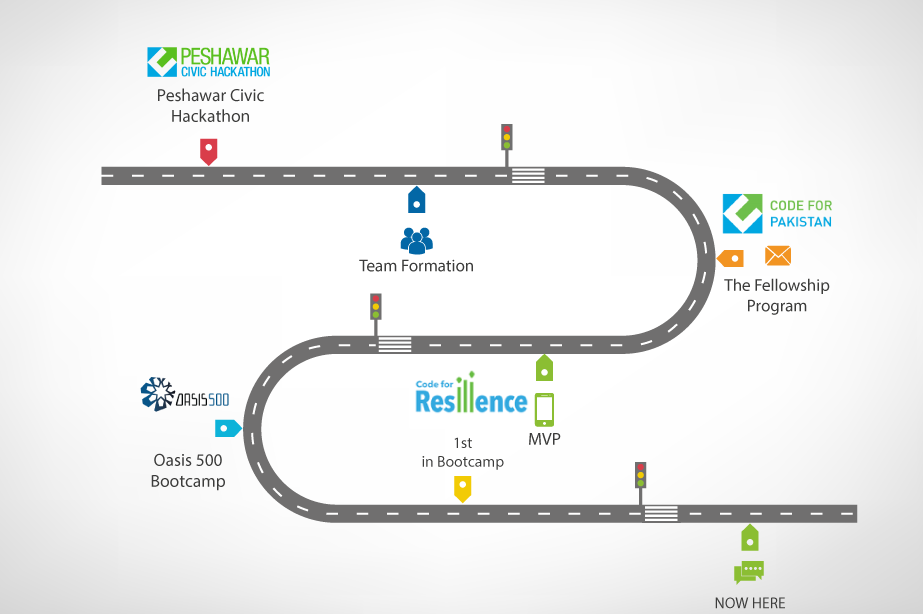 PESHAWAR
CIVIC HACKATHON
Peshawar Civic
Hackathon
Team Formation
CODE FOR
PAKISTAN
The Fellowship
Program
Code for
Resilience
MVP
1st
in Bootcamp
OASIS500
Oasis 500
Bootcamp
NOW HERE